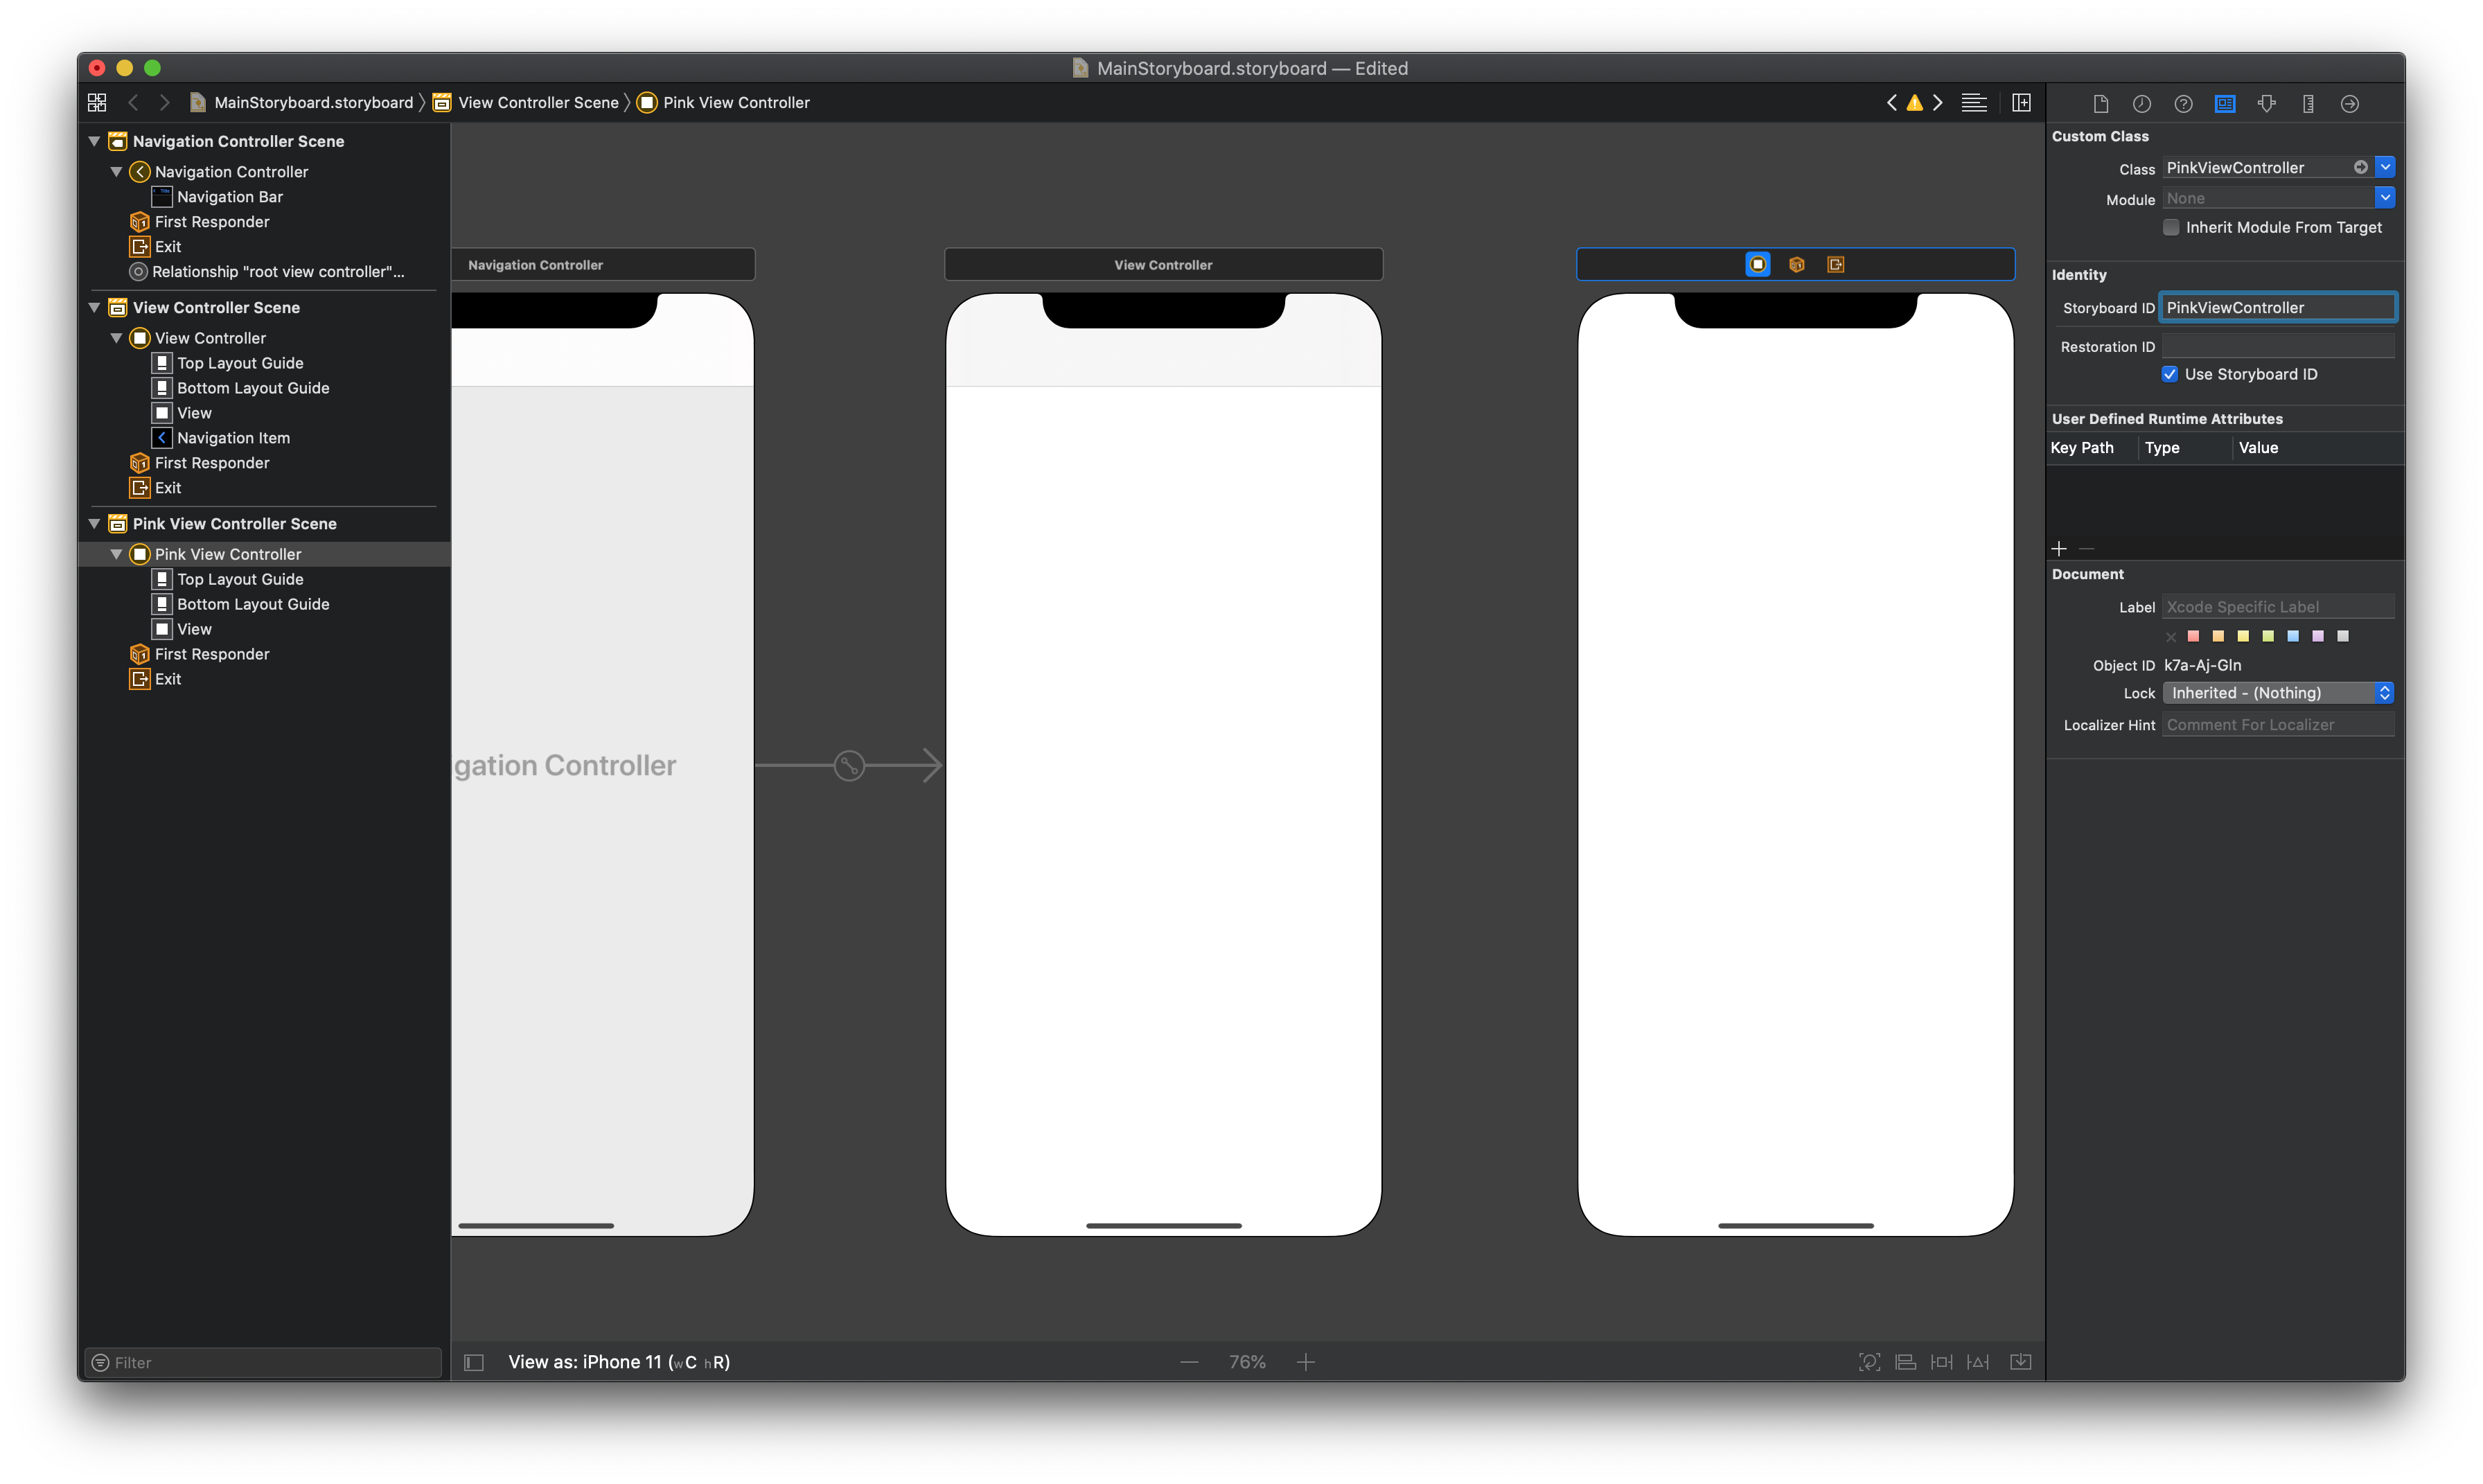 MainStoryboard.storyboard — Edited
MainStoryboard.storyboard
View Controller Scene
Pink View Controller
Navigation Controller Scene
Navigation Controller
Navigation Bar
First Responder
Exit
Relationship "root view controller"...
View Controller Scene
View Controller
Top Layout Guide
Bottom Layout Guide
View
Navigation Item
First Responder
Exit
Pink View Controller Scene
Pink View Controller
Top Layout Guide
Bottom Layout Guide
View
First Responder
Exit
Filter
Navigation Controller
View Controller
gation Controller
View as: iPhone 11 (wC hR)
76%
Custom Class
Class PinkViewController
Module None
Inherit Module From Target
Identity
Storyboard ID PinkViewController
Restoration ID
Use Storyboard ID
User Defined Runtime Attributes
Key Path Type Value
Document
Label Xcode Specific Label
Object ID k7a-Aj-Gln
Lock Inherited - (Nothing)
Localizer Hint Comment For Localizer